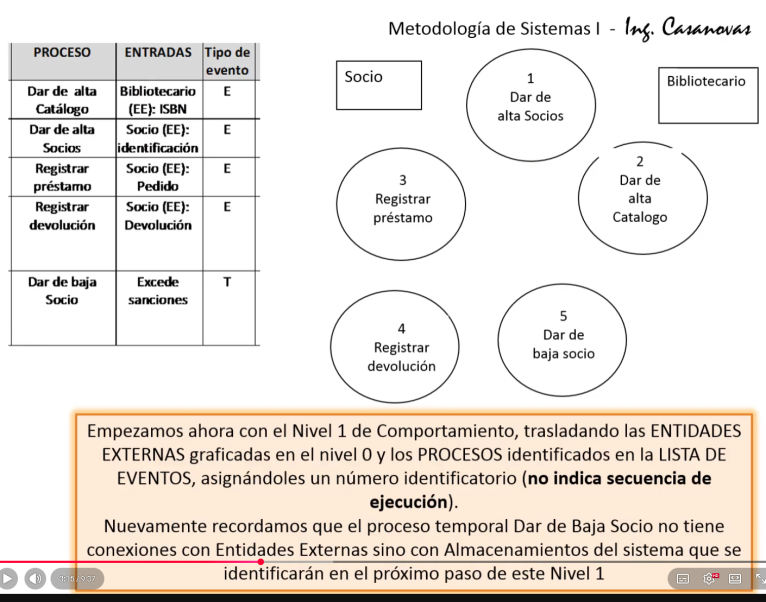 Metodología de Sistemas I - Ing. Casanovas
PROCESO ENTRADAS Tipo de
evento
Dar de alta Bibliotecario E
Catálogo (EE): ISBN
Dar de alta Socio (EE): E
Socios identificación
Registrar Socio (EE): E
préstamo Pedido
Registrar Socio (EE): E
devolución Devolución
Dar de baja Excede T
Socio sanciones
Socio
1
Dar de
alta Socios
Bibliotecario
3
Registrar
préstamo
2
Dar de
alta
Catalogo
4
Registrar
devolución
5
Dar de
baja socio
Empezamos ahora con el Nivel 1 de Comportamiento, trasladando las ENTIDADES
EXTERNAS graficadas en el nivel 0 y los PROCESOS identificados en la LISTA DE
EVENTOS, asignándoles un número identificatorio (no indica secuencia de
ejecución).
Nuevamente recordamos que el proceso temporal Dar de Baja Socio no tiene
conexiones con Entidades Externas sino con Almacenamientos del sistema que se
identificarán en el próximo paso de este Nivel 1